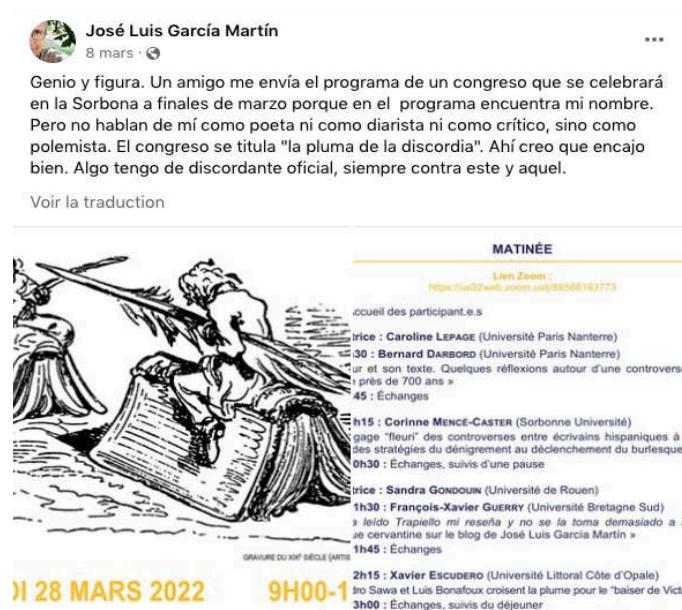 José Luis García Martín
8 mars
Genio y figura. Un amigo me envía el programa de un congreso que se celebrará
en la Sorbona a finales de marzo porque en el programa encuentra mi nombre.
Pero no hablan de mí como poeta ni como diarista ni como crítico, sino como
polemista. El congreso se titula "la pluma de la discordia". Ahí creo que encajo
bien. Algo tengo de discordante oficial, siempre contra este y aquel.
Voir la traduction
GRAVURE DU XIXᵉ SIÈCLE (ARTIS
DI 28 MARS 2022 9H00-1
MATINÉE
Lien Zoom :
ccueil des participant.e.s
trice : Caroline LEPAGE (Université Paris Nanterre)
30 : Bernard DARBORD (Université Paris Nanterre)
ur et son texte. Quelques réflexions autour d'une controvers
près de 700 ans »
45 : Échanges
h15 : Corinne MENCÉ-CASTER (Sorbonne Université)
gage "fleuri" des controverses entre écrivains hispaniques à
des stratégies du dénigrement au déclenchement du burlesque
0h30 : Échanges, suivis d'une pause
trice : Sandra GONDOUIN (Université de Rouen)
1h30 : François-Xavier GUERRY (Université Bretagne Sud)
leído Trapiello mi reseña y no se la toma demasiado a
ue cervantine sur le blog de José Luis García Martín »
1h45 : Échanges
2h15 : Xavier ESCUDERO (Université Littoral Côte d'Opale)
dro Sawa et Luis Bonafoux croisent la plume pour le "baiser de Vict
3h00 : Échanges, suivis du déjeuner